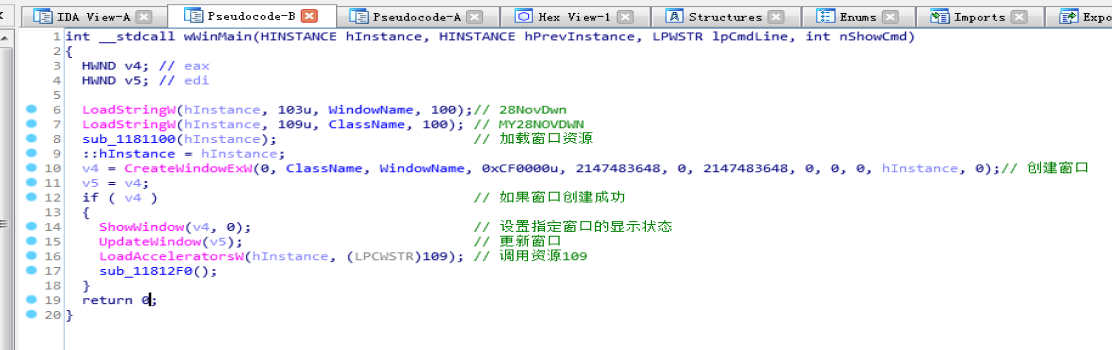 IDA View-A Pseudocode-B Pseudocode-A Hex View-1 Structures Enums Imports Expo
1 int __stdcall wWinMain(HINSTANCE hInstance, HINSTANCE hPrevInstance, LPWSTR lpCmdLine, int nShowCmd)
2 {
3 HWND v4; // eax
4 HWND v5; // edi
5
6 LoadStringW(hInstance, 103u, WindowName, 100);// 28NovDwn
7 LoadStringW(hInstance, 109u, ClassName, 100); // MY28NOVDWN
8 sub_1181100(hInstance); // 加载窗口资源
9 ::hInstance = hInstance;
10 v4 = CreateWindowExW(0, ClassName, WindowName, 0xCF0000u, 2147483648, 0, 2147483648, 0, 0, 0, hInstance, 0);// 创建窗口
11 v5 = v4;
12 if ( v4 ) // 如果窗口创建成功
13 {
14 ShowWindow(v4, 0); // 设置指定窗口的显示状态
15 UpdateWindow(v5); // 更新窗口
16 LoadAcceleratorsW(hInstance, (LPCWSTR)109); // 调用资源109
17 sub_11812F0();
18 }
19 return 0;
20 }